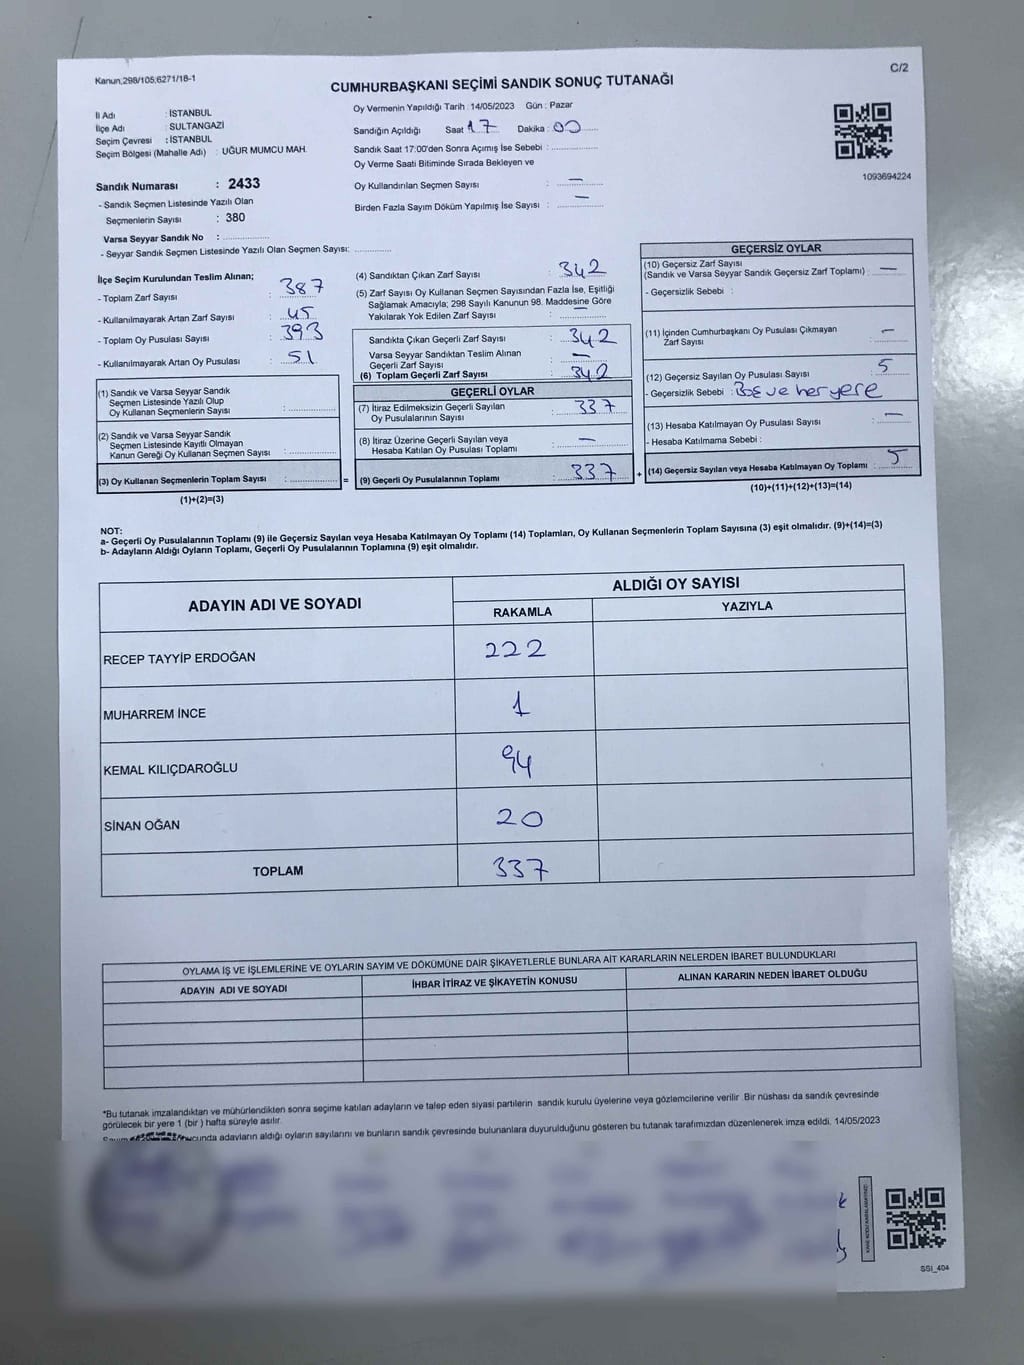 Kanun,298/105,6271/18-1
C/2
CUMHURBAŞKANI SEÇİMİ SANDIK SONUÇ TUTANAĞI
İl Adı : İSTANBUL
İlçe Adı : SULTANGAZİ
Seçim Çevresi : İSTANBUL
Seçim Bölgesi (Mahalle Adı) : UĞUR MUMCU MAH.
Sandık Numarası : 2433
- Sandık Seçmen Listesinde Yazılı Olan
Seçmenlerin Sayısı : 380
Varsa Seyyar Sandık No : ................
- Seyyar Sandık Seçmen Listesinde Yazılı Olan Seçmen Sayısı: ............
Oy Vermenin Yapıldığı Tarih : 14/05/2023 Gün : Pazar
Sandığın Açıldığı Saat 17 Dakika : 00
Sandık Saat 17:00'den Sonra Açımış İse Sebebi : ................
Oy Verme Saati Bitiminde Sırada Bekleyen ve
Oy Kullandırılan Seçmen Sayısı : —
Birden Fazla Sayım Döküm Yapılmış İse Sayısı : —
1093694224
İlçe Seçim Kurulundan Teslim Alınan;
- Toplam Zarf Sayısı : 387
- Kullanılmayarak Artan Zarf Sayısı : 45
- Toplam Oy Pusulası Sayısı : 393
- Kullanılmayarak Artan Oy Pusulası : 51
(1) Sandık ve Varsa Seyyar Sandık
Seçmen Listesinde Yazılı Olup
Oy Kullanan Seçmenlerin Sayısı : ................
(2) Sandık ve Varsa Seyyar Sandık
Seçmen Listesinde Kayıtlı Olmayan
Kanun Gereği Oy Kullanan Seçmen Sayısı : ................
(3) Oy Kullanan Seçmenlerin Toplam Sayısı : ................ =
(1)+(2)=(3)
(4) Sandıktan Çıkan Zarf Sayısı : 342
(5) Zarf Sayısı Oy Kullanan Seçmen Sayısından Fazla İse, Eşitliği
Sağlamak Amacıyla; 298 Sayılı Kanunun 98. Maddesine Göre
Yakılarak Yok Edilen Zarf Sayısı : —
Sandıkta Çıkan Geçerli Zarf Sayısı : 342
Varsa Seyyar Sandıktan Teslim Alınan
Geçerli Zarf Sayısı : —
(6) Toplam Geçerli Zarf Sayısı : 342
GEÇERLİ OYLAR
(7) İtiraz Edilmeksizin Geçerli Sayılan
Oy Pusulalarının Sayısı : 337
(8) İtiraz Üzerine Geçerli Sayılan veya
Hesaba Katılan Oy Pusulası Toplamı : —
(9) Geçerli Oy Pusulalarının Toplamı : 337 +
GEÇERSİZ OYLAR
(10) Geçersiz Zarf Sayısı
(Sandık ve Varsa Seyyar Sandık Geçersiz Zarf Toplamı) : —
- Geçersizlik Sebebi :
(11) İçinden Cumhurbaşkanı Oy Pusulası Çıkmayan
Zarf Sayısı : —
(12) Geçersiz Sayılan Oy Pusulası Sayısı : 5
- Geçersizlik Sebebi : Boş ve her yere
(13) Hesaba Katılmayan Oy Pusulası Sayısı : —
- Hesaba Katılmama Sebebi :
(14) Geçersiz Sayılan veya Hesaba Katılmayan Oy Toplamı : 5
(10)+(11)+(12)+(13)=(14)
NOT:
a- Geçerli Oy Pusulalarının Toplamı (9) ile Geçersiz Sayılan veya Hesaba Katılmayan Oy Toplamı (14) Toplamları, Oy Kullanan Seçmenlerin Toplam Sayısına (3) eşit olmalıdır. (9)+(14)=(3)
b- Adayların Aldığı Oyların Toplamı, Geçerli Oy Pusulalarının Toplamına (9) eşit olmalıdır.
ADAYIN ADI VE SOYADI
ALDIĞI OY SAYISI
RAKAMLA YAZIYLA
RECEP TAYYİP ERDOĞAN 222
MUHARREM İNCE 1
KEMAL KILIÇDAROĞLU 94
SİNAN OĞAN 20
TOPLAM 337
OYLAMA İŞ VE İŞLEMLERİNE VE OYLARIN SAYIM VE DÖKÜMÜNE DAİR ŞİKAYETLERLE BUNLARA AİT KARARLARIN NELERDEN İBARET BULUNDUKLARI
ADAYIN ADI VE SOYADI İHBAR İTİRAZ VE ŞİKAYETİN KONUSU ALINAN KARARIN NEDEN İBARET OLDUĞU
*Bu tutanak imzalandıktan ve mühürlendikten sonra seçime katılan adayların ve talep eden siyasi partilerin sandık kurulu üyelerine veya gözlemcilerine verilir. Bir nüshası da sandık çevresinde
görülecek bir yere 1 (bir ) hafta süreyle asılır.
adayların aldığı oyların sayılarını ve bunların sandık çevresinde bulunanlara duyurulduğunu gösteren bu tutanak tarafımızdan düzenlenerek imza edildi. 14/05/2023
SSI_404